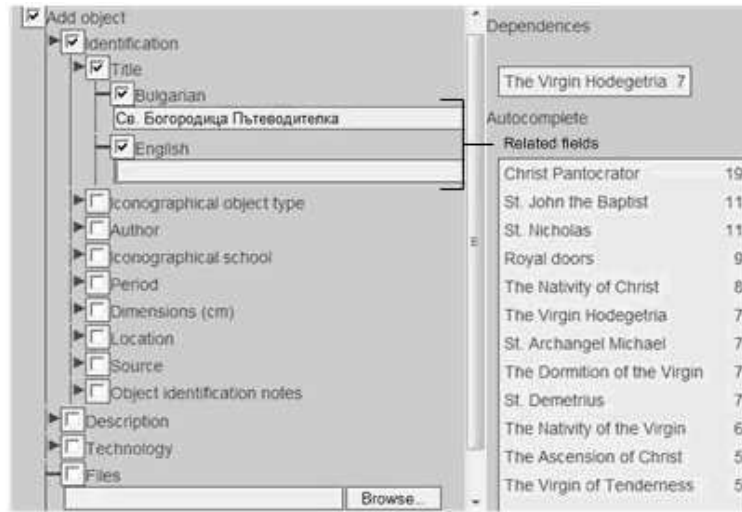 Add object
Identification
Title
Bulgarian
Св. Богородица Пътеводителка
English
Iconographical object type
Author
Iconographical school
Period
Dimensions (cm)
Location
Source
Object identification notes
Description
Technology
Files
Browse...
Dependences
The Virgin Hodegetria 7
Autocomplete
Related fields
Christ Pantocrator 19
St. John the Baptist 11
St. Nicholas 11
Royal doors 9
The Nativity of Christ 8
The Virgin Hodegetria 7
St. Archangel Michael 7
The Dormition of the Virgin 7
St. Demetrius 7
The Nativity of the Virgin 6
The Ascension of Christ 5
The Virgin of Tenderness 5